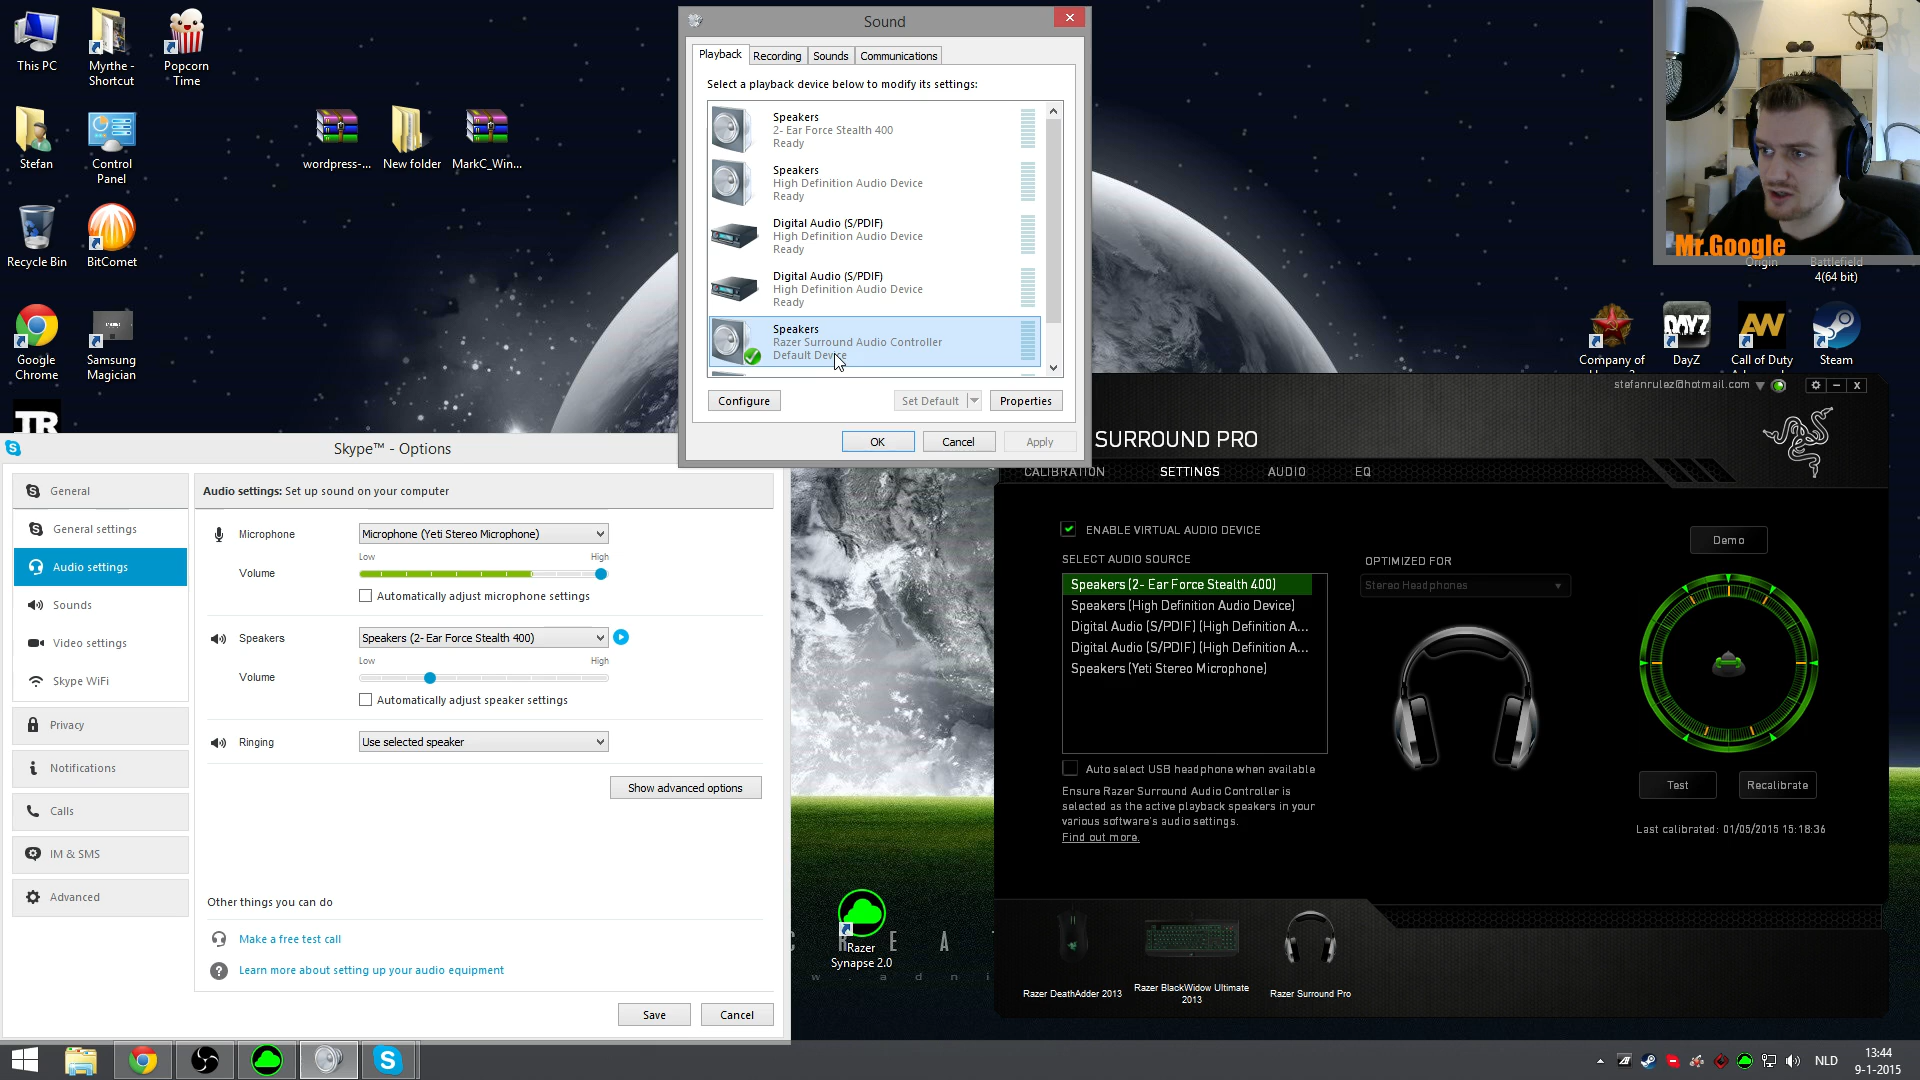 This PC
Myrthe -
Shortcut
Popcorn
Time
Stefan
Control
Panel
wordpress-...
New folder
MarkC_Win...
Recycle Bin
BitComet
Google
Chrome
Samsung
Magician
TR
Sound
Playback
Recording
Sounds
Communications
Select a playback device below to modify its settings:
Speakers
2- Ear Force Stealth 400
Ready
Speakers
High Definition Audio Device
Ready
Digital Audio (S/PDIF)
High Definition Audio Device
Ready
Digital Audio (S/PDIF)
High Definition Audio Device
Ready
Speakers
Razer Surround Audio Controller
Default Device
Configure
Set Default
Properties
OK
Cancel
Apply
Mr.Google
Origin
Battlefield
4(64 bit)
Company of
DAYZ
DayZ
AW
Call of Duty
Steam
Skype™ - Options
General
General settings
Audio settings
Sounds
Video settings
Skype WiFi
Privacy
Notifications
Calls
IM & SMS
Advanced
Audio settings: Set up sound on your computer
Microphone
Microphone (Yeti Stereo Microphone)
Low
High
Volume
Automatically adjust microphone settings
Speakers
Speakers (2- Ear Force Stealth 400)
Low
High
Volume
Automatically adjust speaker settings
Ringing
Use selected speaker
Show advanced options
Other things you can do
Make a free test call
Learn more about setting up your audio equipment
Save
Cancel
Razer
Synapse 2.0
stefanrulez@hotmail.com
SURROUND PRO
CALIBRATION
SETTINGS
AUDIO
EQ
ENABLE VIRTUAL AUDIO DEVICE
SELECT AUDIO SOURCE
Speakers (2- Ear Force Stealth 400)
Speakers (High Definition Audio Device)
Digital Audio (S/PDIF) (High Definition A...
Digital Audio (S/PDIF) (High Definition A...
Speakers (Yeti Stereo Microphone)
Auto select USB headphone when available
Ensure Razer Surround Audio Controller is
selected as the active playback speakers in your
various software's audio settings.
Find out more.
OPTIMIZED FOR
Stereo Headphones
Demo
Test
Recalibrate
Last calibrated: 01/05/2015 15:18:36
Razer DeathAdder 2013
Razer BlackWidow Ultimate
2013
Razer Surround Pro
NLD
13:44
9-1-2015